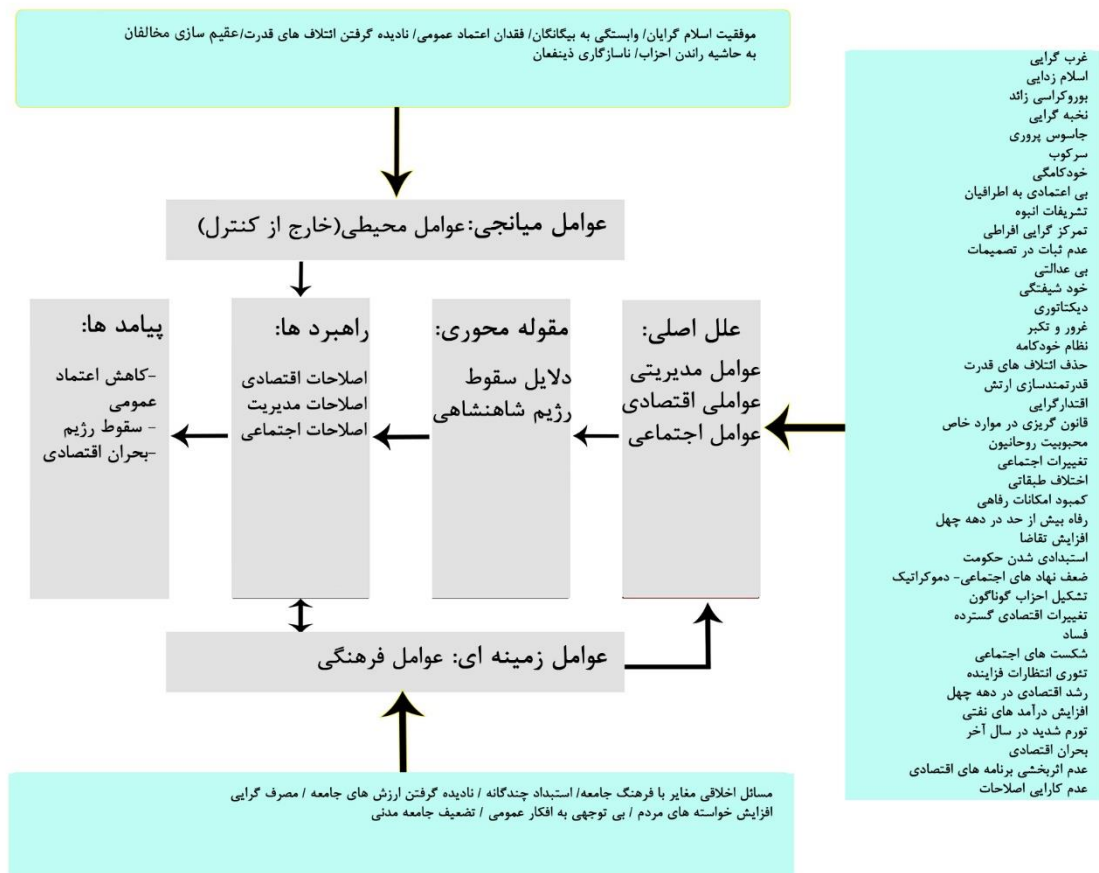 موفقیت اسلام گرایان/ وابستگی به بیگانگان/ فقدان اعتماد عمومی/ نادیده گرفتن ائتلاف های قدرت/عقیم سازی مخالفان
به حاشیه راندن احزاب/ ناسازگاری ذینفعان
غرب گرایی
اسلام زدایی
بوروکراسی زائد
نخبه گرایی
جاسوس پروری
سرکوب
خودکامگی
بی اعتمادی به اطرافیان
تشریفات انبوه
تمرکز گرایی افراطی
عدم ثبات در تصمیمات
بی عدالتی
خود شیفتگی
دیکتاتوری
غرور و تکبر
نظام خودکامه
حذف ائتلاف های قدرت
قدرتمندسازی ارتش
اقتدارگرایی
قانون گریزی در موارد خاص
محبوبیت روحانیون
تغییرات اجتماعی
اختلاف طبقاتی
کمبود امکانات رفاهی
رفاه بیش از حد در دهه چهل
افزایش تقاضا
استبدادی شدن حکومت
ضعف نهاد های اجتماعی- دموکراتیک
تشکیل احزاب گوناگون
تغییرات اقتصادی گسترده
فساد
شکست های اجتماعی
تئوری انتظارات فزاینده
رشد اقتصادی در دهه چهل
افزایش درآمد های نفتی
تورم شدید در سال آخر
بحران اقتصادی
عدم اثربخشی برنامه های اقتصادی
عدم کارایی اصلاحات
عوامل میانجی:عوامل محیطی(خارج از کنترل)
علل اصلی:
عوامل مدیریتی
عواملی اقتصادی
عوامل اجتماعی
مقوله محوری:
دلایل سقوط
رژیم شاهنشاهی
راهبرد ها:
اصلاحات اقتصادی
اصلاحات مدیریت
اصلاحات اجتماعی
پیامد ها:
-کاهش اعتماد
عمومی
- سقوط رژیم
-بحران اقتصادی
عوامل زمینه ای: عوامل فرهنگی
مسائل اخلاقی مغایر با فرهنگ جامعه/ استبداد چندگانه / نادیده گرفتن ارزش های جامعه / مصرف گرایی
افزایش خواسته های مردم / بی توجهی به افکار عمومی / تضعیف جامعه مدنی